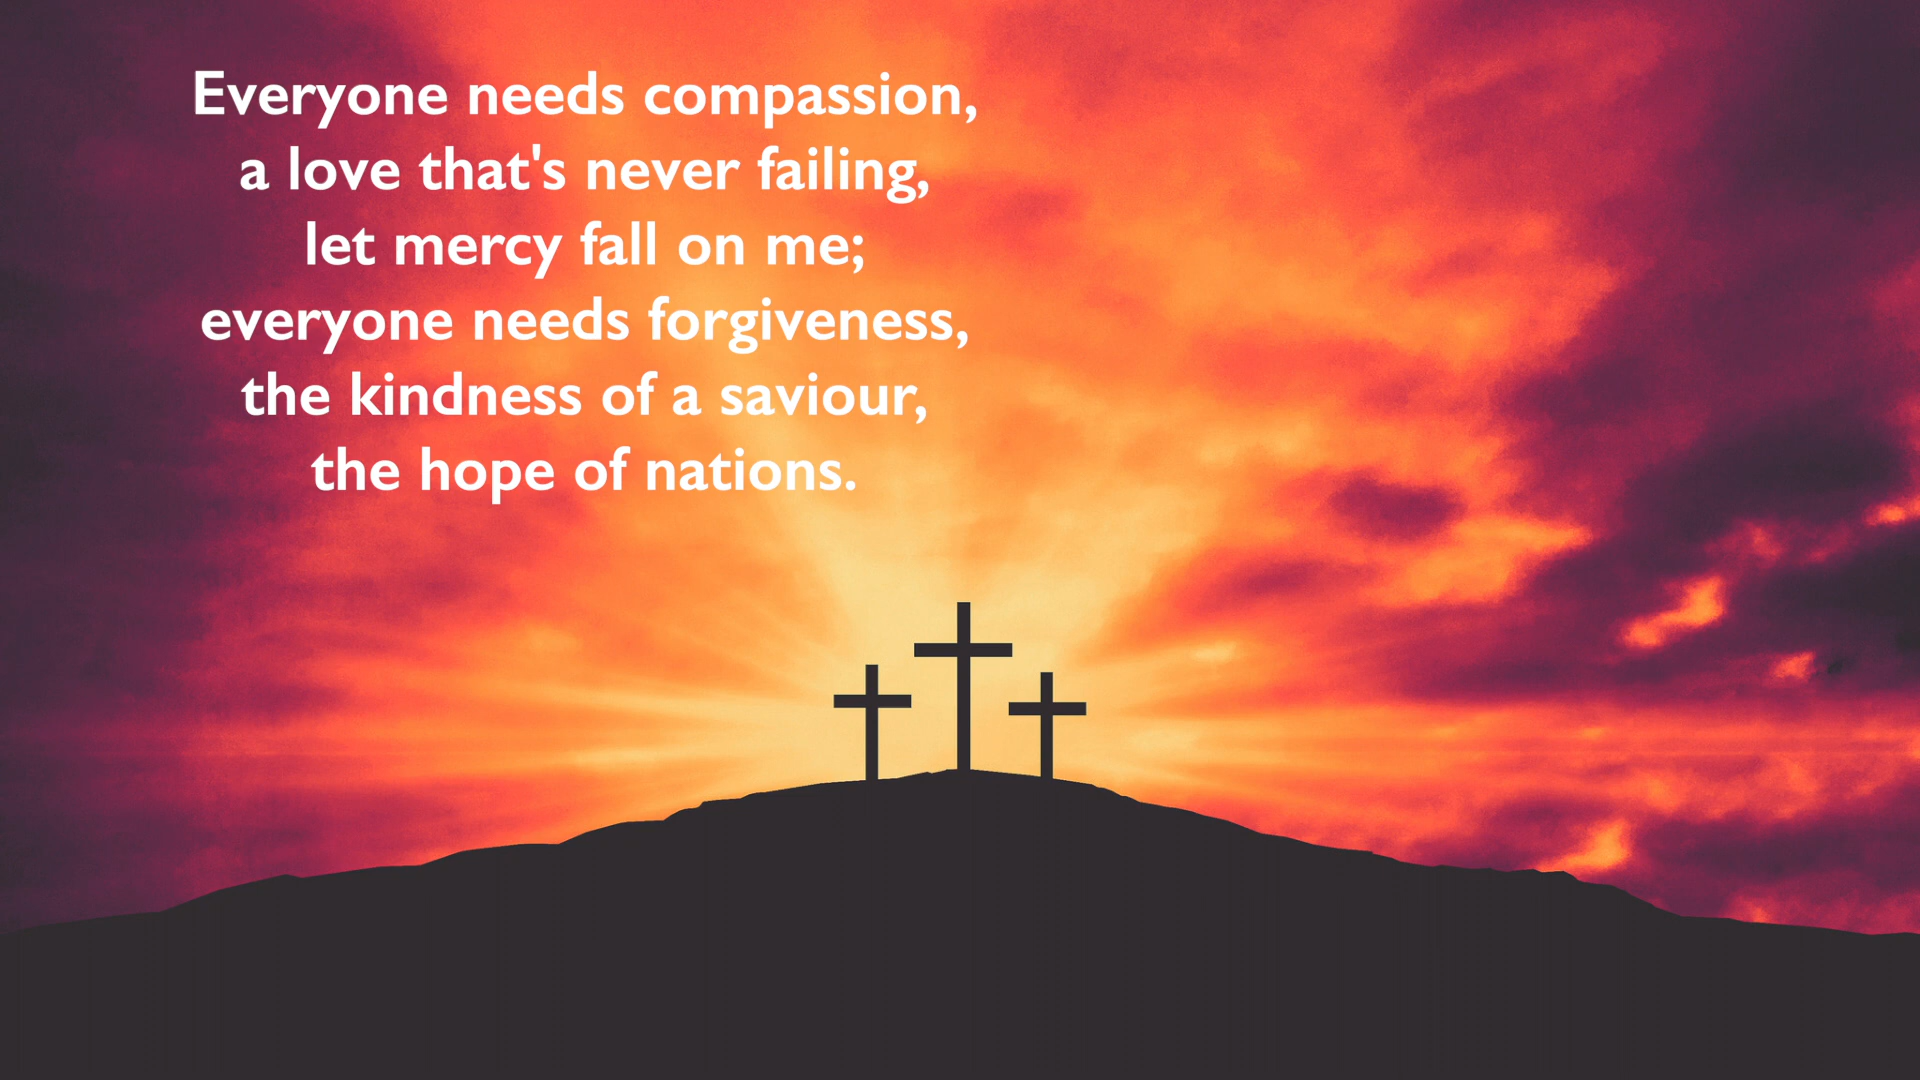 Everyone needs compassion,
a love that's never failing,
let mercy fall on me;
everyone needs forgiveness,
the kindness of a saviour,
the hope of nations.